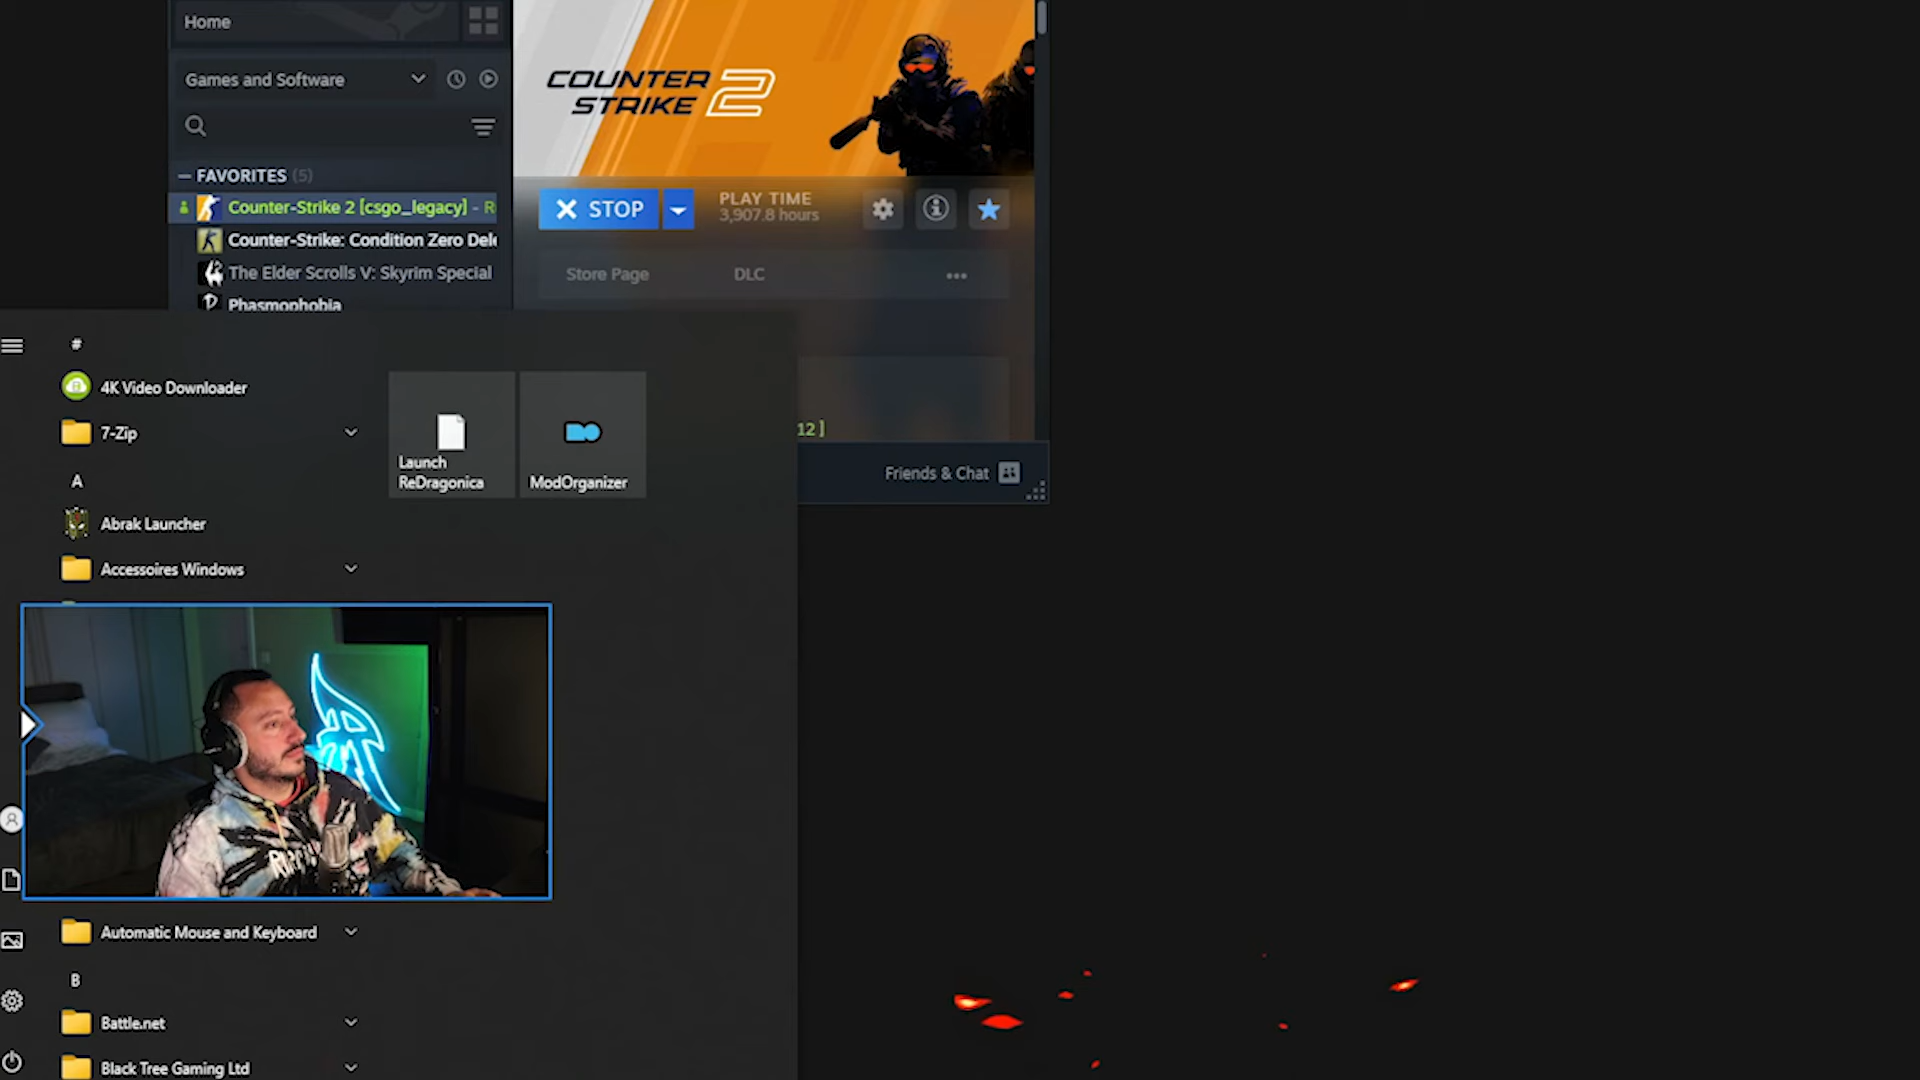 Home
Games and Software
FAVORITES (5)
Counter-Strike 2 [csgo_legacy] - R
Counter-Strike: Condition Zero Dele
The Elder Scrolls V: Skyrim Special
Phasmophobia
COUNTER
STRIKE 2
STOP
PLAY TIME
3,907.8 hours
Store Page
DLC
12 ]
Friends & Chat
#
4K Video Downloader
7-Zip
A
Abrak Launcher
Accessoires Windows
Launch
ReDragonica
ModOrganizer
Automatic Mouse and Keyboard
B
Battle.net
Black Tree Gaming Ltd